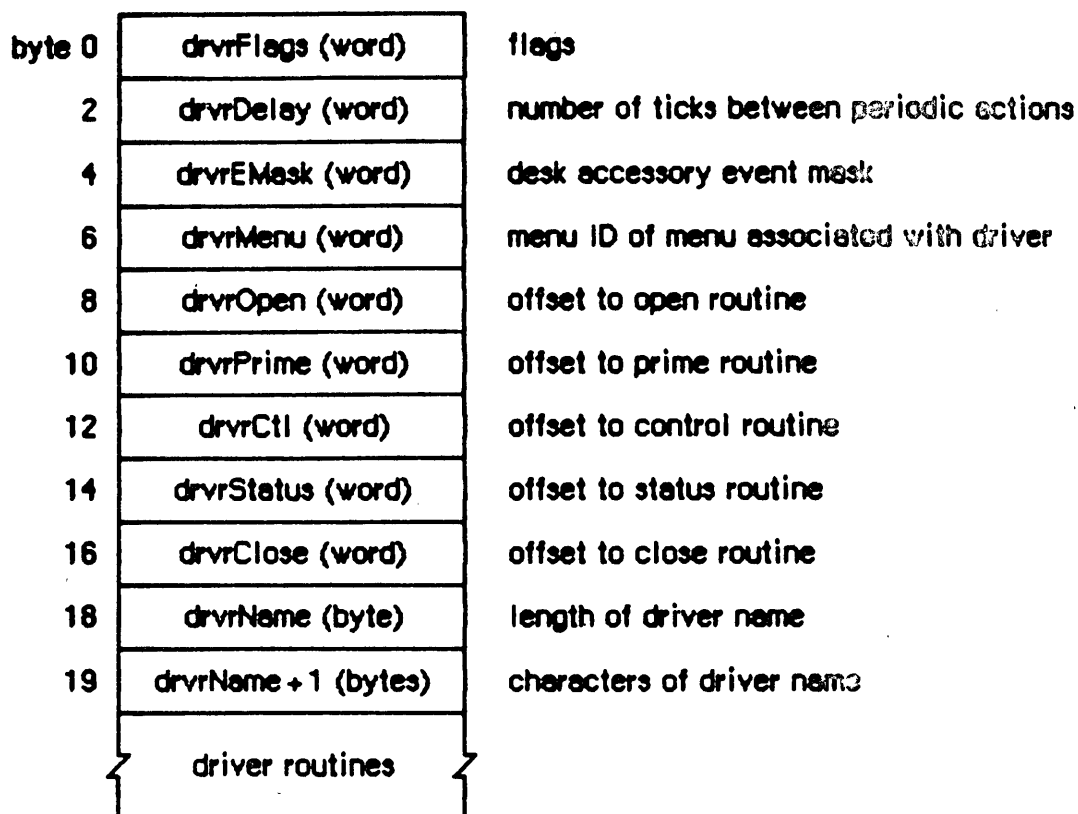 byte 0 drvrFlags (word) flags
2 drvrDelay (word) number of ticks between periodic actions
4 drvrEMask (word) desk accessory event mask
6 drvrMenu (word) menu ID of menu associated with driver
8 drvrOpen (word) offset to open routine
10 drvrPrime (word) offset to prime routine
12 drvrCtl (word) offset to control routine
14 drvrStatus (word) offset to status routine
16 drvrClose (word) offset to close routine
18 drvrName (byte) length of driver name
19 drvrName + 1 (bytes) characters of driver name
driver routines